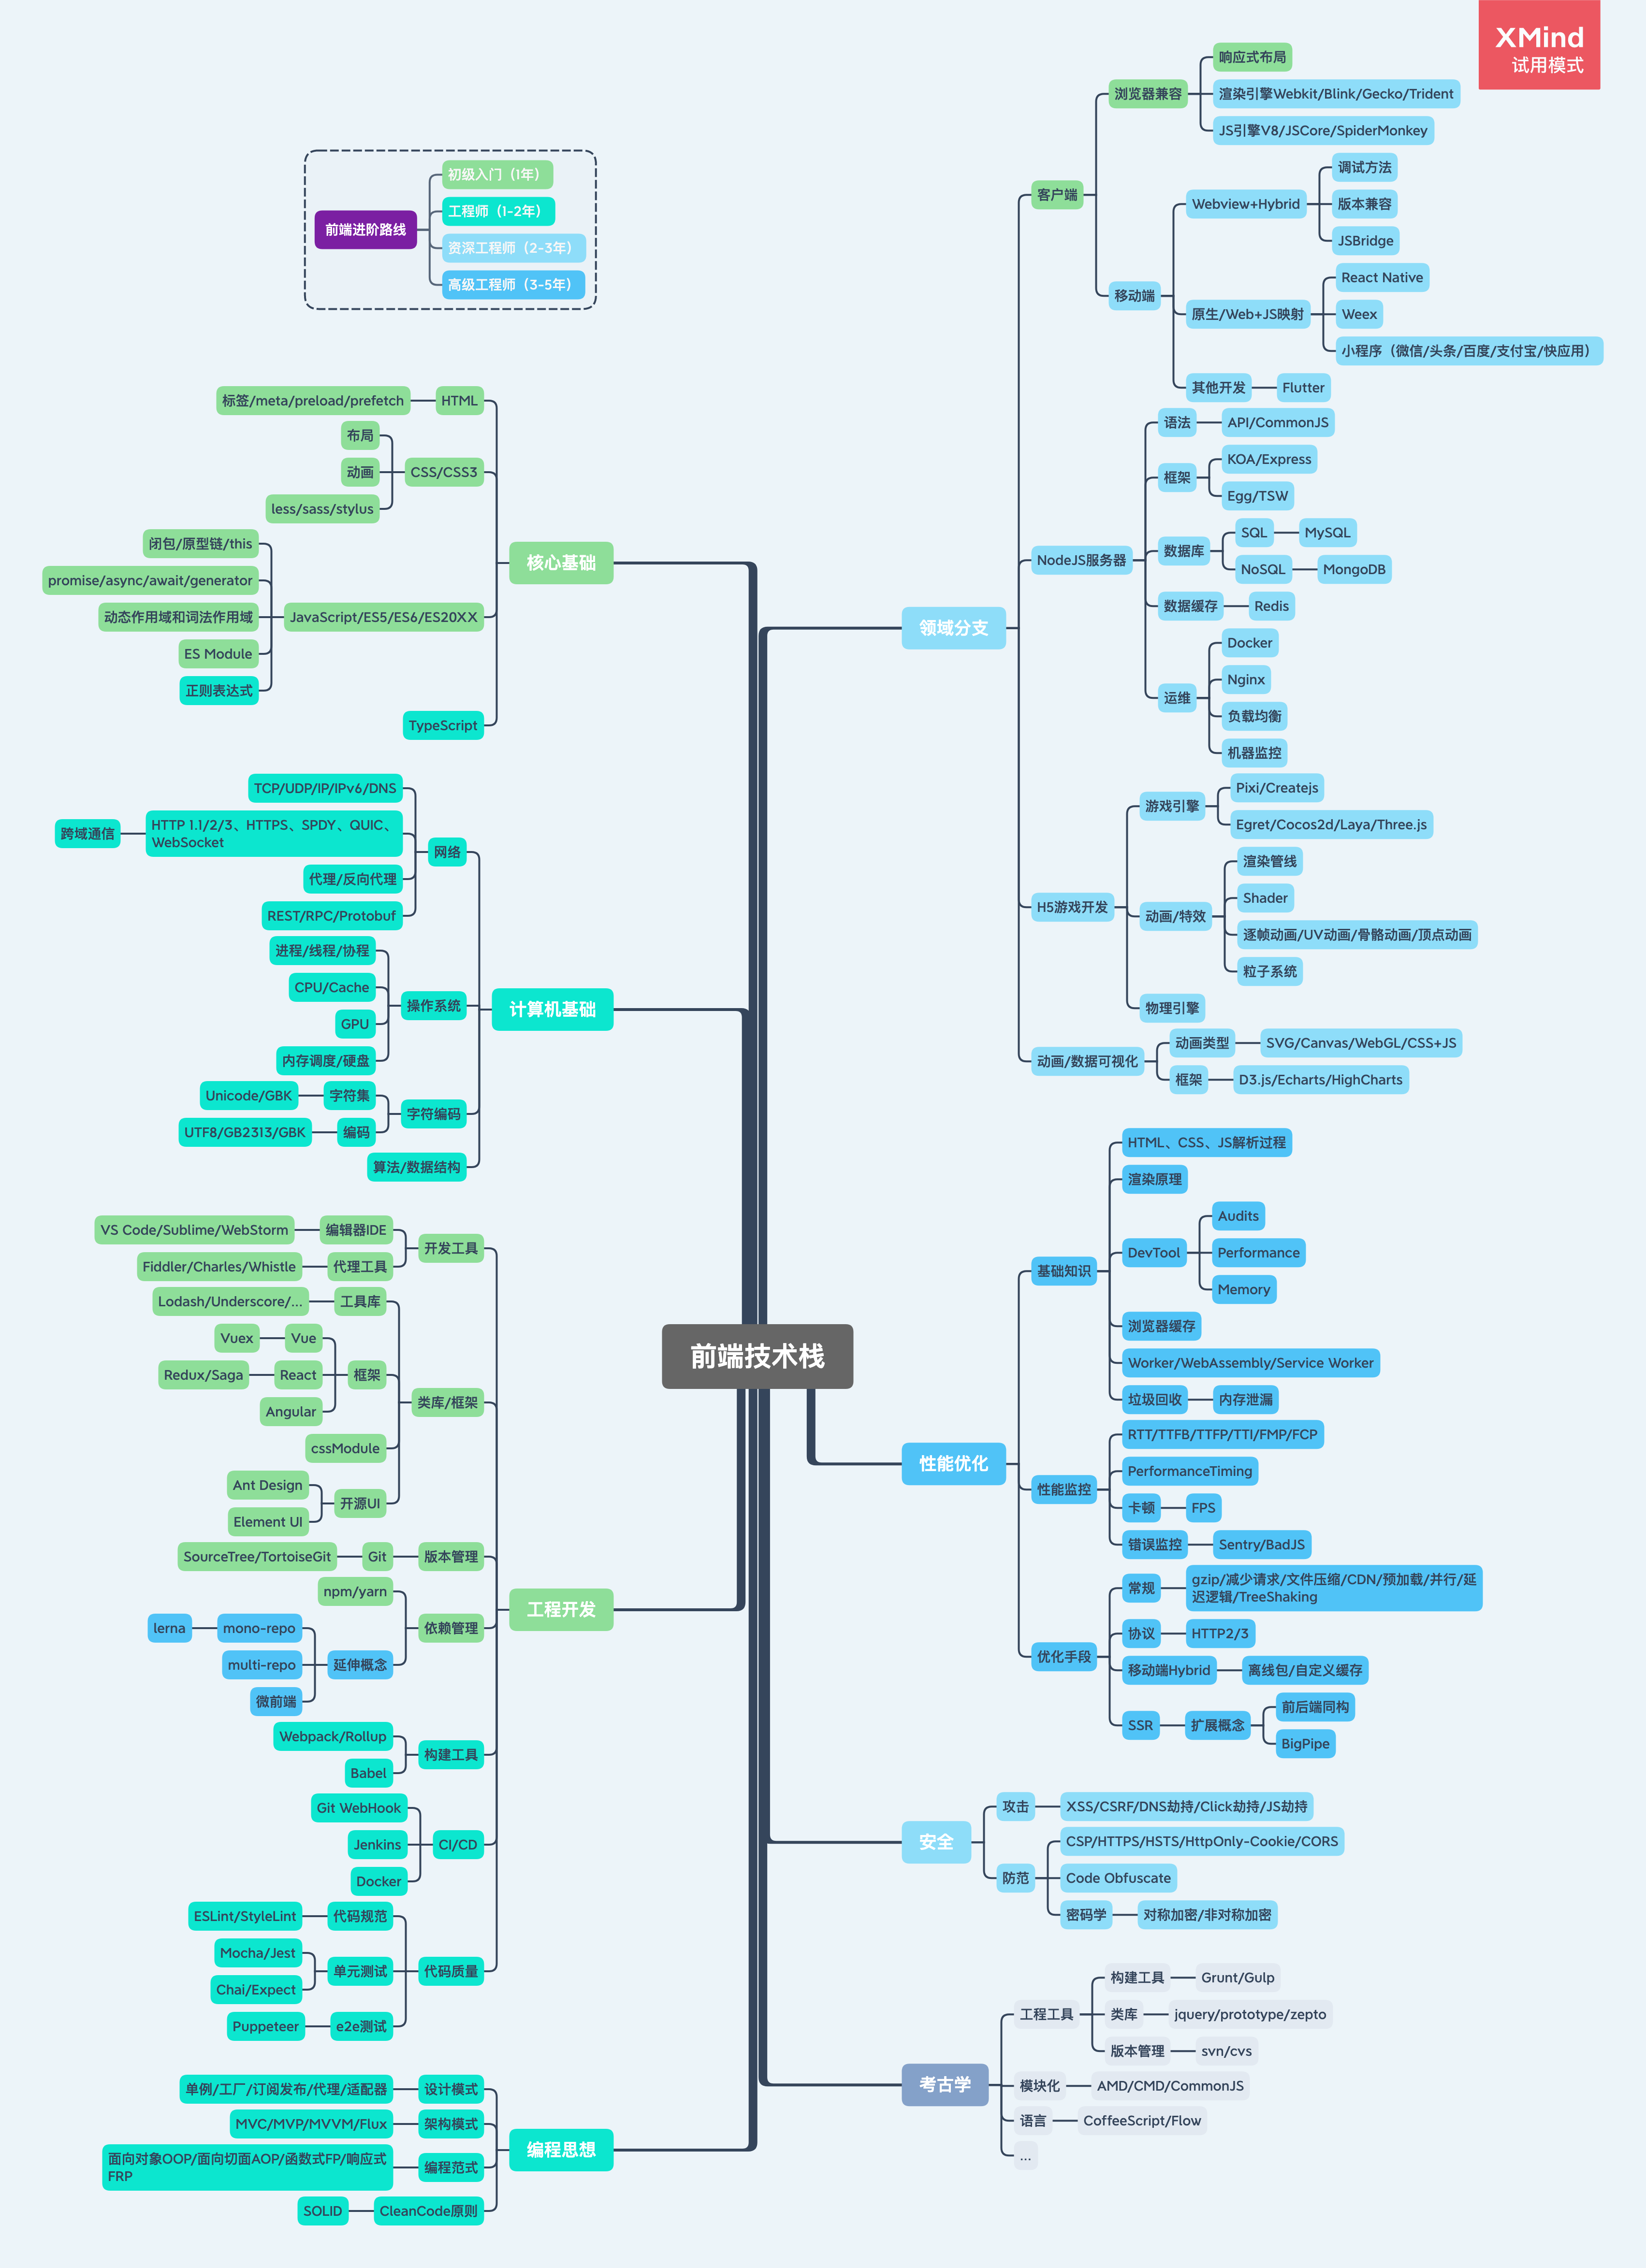 XMind
试用模式
前端进阶路线
初级入门（1年）
工程师（1-2年）
资深工程师（2-3年）
高级工程师（3-5年）
前端技术栈
核心基础
HTML
标签/meta/preload/prefetch
CSS/CSS3
布局
动画
less/sass/stylus
JavaScript/ES5/ES6/ES20XX
闭包/原型链/this
promise/async/await/generator
动态作用域和词法作用域
ES Module
正则表达式
TypeScript
计算机基础
网络
TCP/UDP/IP/IPv6/DNS
HTTP 1.1/2/3、HTTPS、SPDY、QUIC、
WebSocket
跨域通信
代理/反向代理
REST/RPC/Protobuf
操作系统
进程/线程/协程
CPU/Cache
GPU
内存调度/硬盘
字符编码
字符集
Unicode/GBK
编码
UTF8/GB2313/GBK
算法/数据结构
工程开发
开发工具
编辑器IDE
VS Code/Sublime/WebStorm
代理工具
Fiddler/Charles/Whistle
类库/框架
工具库
Lodash/Underscore/...
框架
Vue
Vuex
React
Redux/Saga
Angular
cssModule
开源UI
Ant Design
Element UI
版本管理
Git
SourceTree/TortoiseGit
依赖管理
npm/yarn
延伸概念
mono-repo
lerna
multi-repo
微前端
构建工具
Webpack/Rollup
Babel
CI/CD
Git WebHook
Jenkins
Docker
代码质量
代码规范
ESLint/StyleLint
单元测试
Mocha/Jest
Chai/Expect
e2e测试
Puppeteer
编程思想
设计模式
单例/工厂/订阅发布/代理/适配器
架构模式
MVC/MVP/MVVM/Flux
编程范式
面向对象OOP/面向切面AOP/函数式FP/响应式
FRP
CleanCode原则
SOLID
领域分支
客户端
浏览器兼容
响应式布局
渲染引擎Webkit/Blink/Gecko/Trident
JS引擎V8/JSCore/SpiderMonkey
移动端
Webview+Hybrid
调试方法
版本兼容
JSBridge
原生/Web+JS映射
React Native
Weex
小程序（微信/头条/百度/支付宝/快应用）
其他开发
Flutter
NodeJS服务器
语法
API/CommonJS
框架
KOA/Express
Egg/TSW
数据库
SQL
MySQL
NoSQL
MongoDB
数据缓存
Redis
运维
Docker
Nginx
负载均衡
机器监控
H5游戏开发
游戏引擎
Pixi/Createjs
Egret/Cocos2d/Laya/Three.js
动画/特效
渲染管线
Shader
逐帧动画/UV动画/骨骼动画/顶点动画
粒子系统
物理引擎
动画/数据可视化
动画类型
SVG/Canvas/WebGL/CSS+JS
框架
D3.js/Echarts/HighCharts
性能优化
基础知识
HTML、CSS、JS解析过程
渲染原理
DevTool
Audits
Performance
Memory
浏览器缓存
Worker/WebAssembly/Service Worker
垃圾回收
内存泄漏
性能监控
RTT/TTFB/TTFP/TTI/FMP/FCP
PerformanceTiming
卡顿
FPS
错误监控
Sentry/BadJS
优化手段
常规
gzip/减少请求/文件压缩/CDN/预加载/并行/延
迟逻辑/TreeShaking
协议
HTTP2/3
移动端Hybrid
离线包/自定义缓存
SSR
扩展概念
前后端同构
BigPipe
安全
攻击
XSS/CSRF/DNS劫持/Click劫持/JS劫持
防范
CSP/HTTPS/HSTS/HttpOnly-Cookie/CORS
Code Obfuscate
密码学
对称加密/非对称加密
考古学
工程工具
构建工具
Grunt/Gulp
类库
jquery/prototype/zepto
版本管理
svn/cvs
模块化
AMD/CMD/CommonJS
语言
CoffeeScript/Flow
...